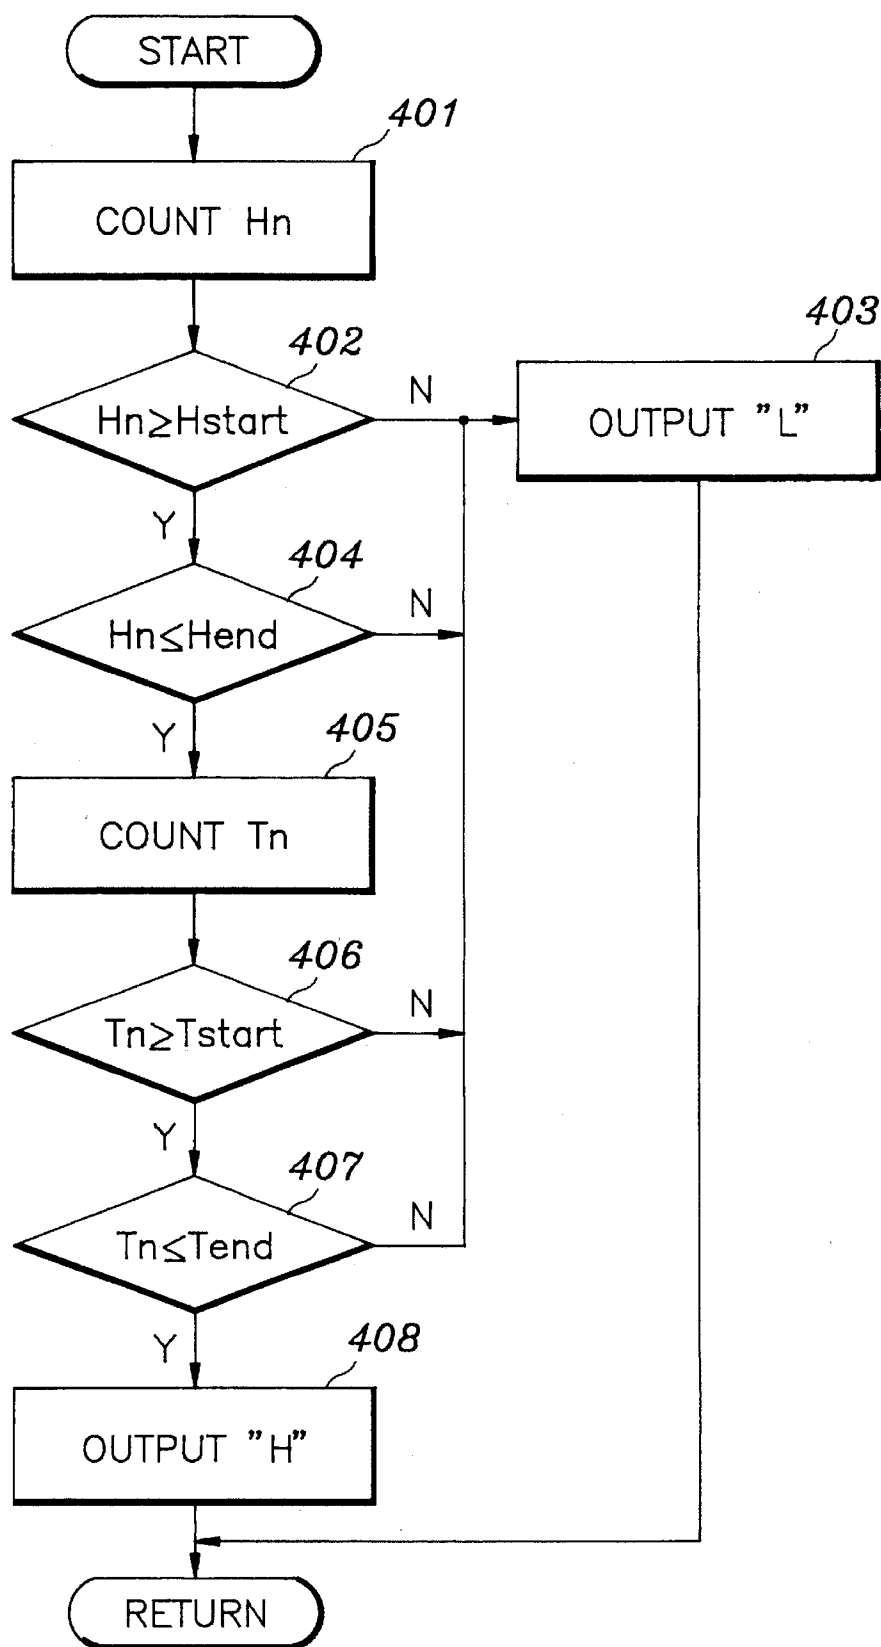 START
401
COUNT Hn
402
403
Hn≥Hstart
N
OUTPUT "L"
Y
404
Hn≤Hend
N
Y
405
COUNT Tn
406
Tn≥Tstart
N
Y
407
Tn≤Tend
N
Y
408
OUTPUT "H"
RETURN